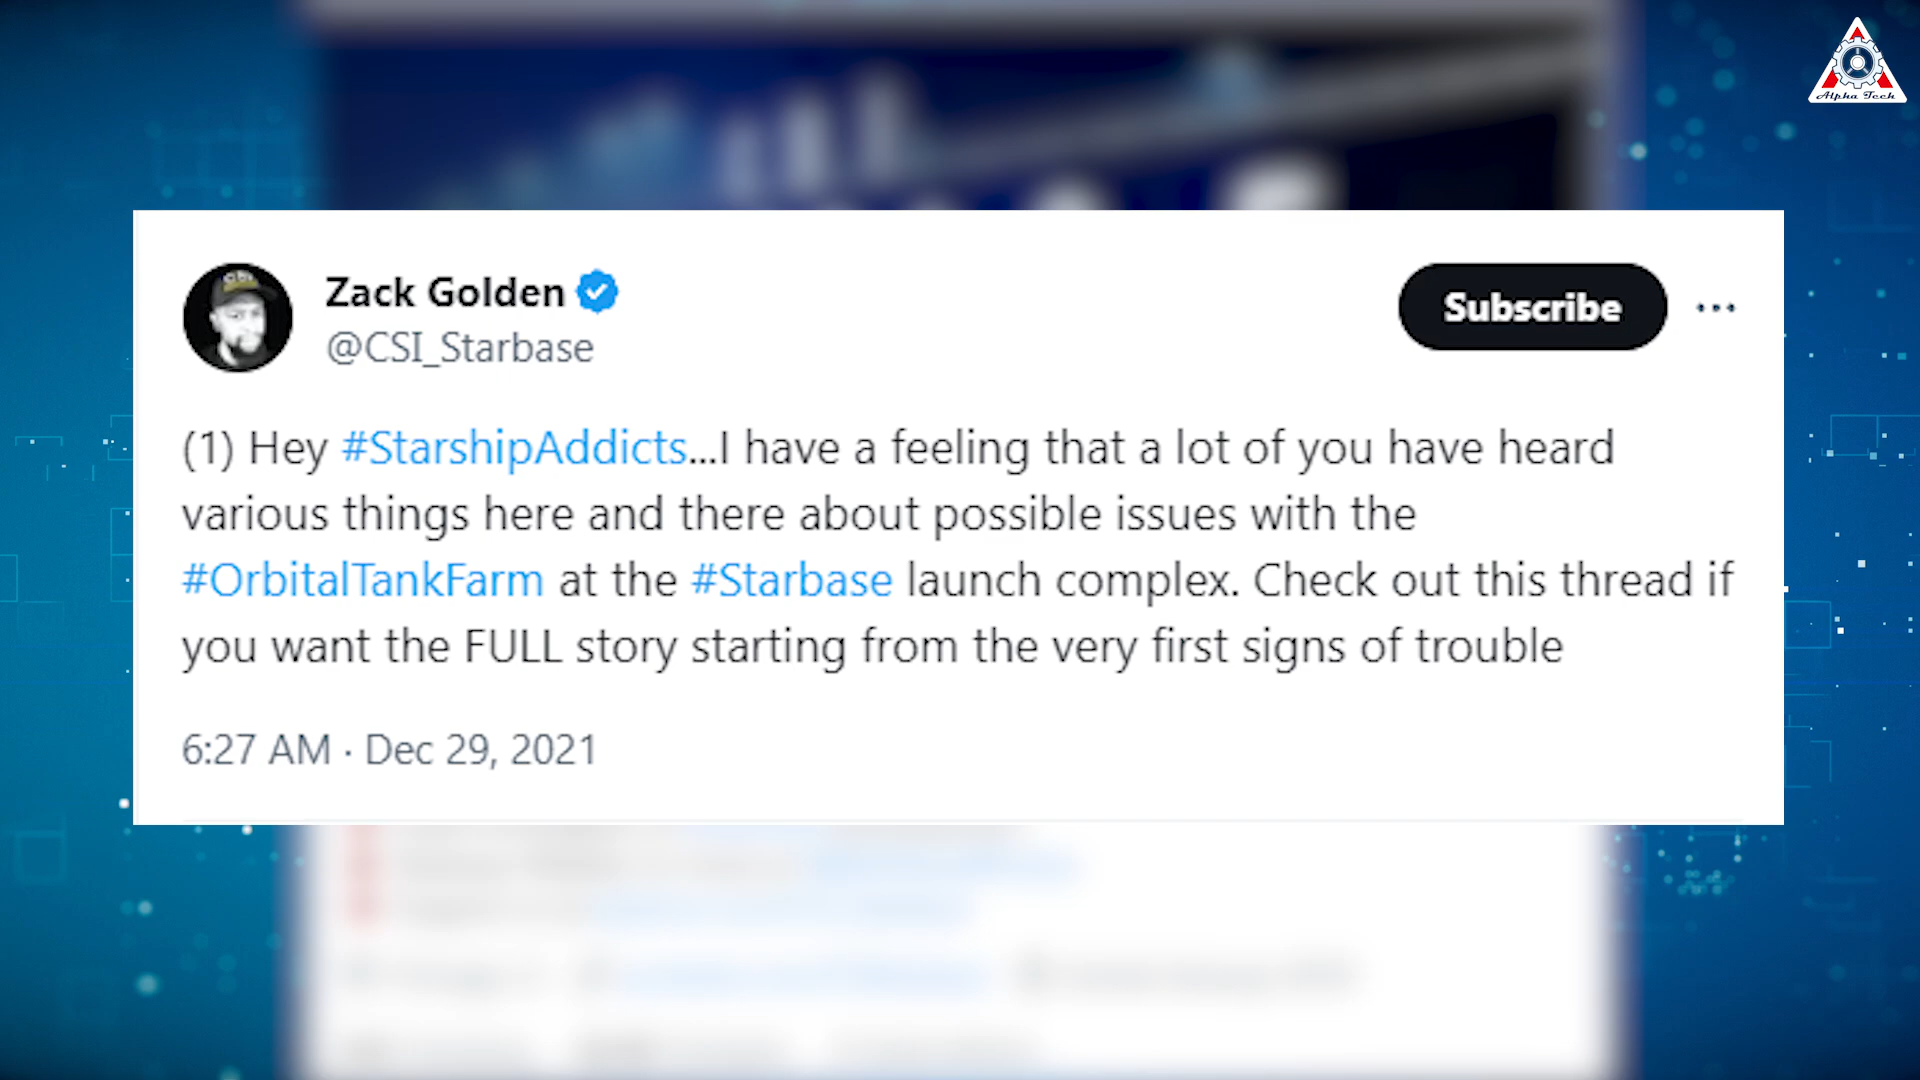 Alpha Tech
Zack Golden
@CSI_Starbase
Subscribe
(1) Hey #StarshipAddicts...I have a feeling that a lot of you have heard
various things here and there about possible issues with the
#OrbitalTankFarm at the #Starbase launch complex. Check out this thread if
you want the FULL story starting from the very first signs of trouble
6:27 AM · Dec 29, 2021